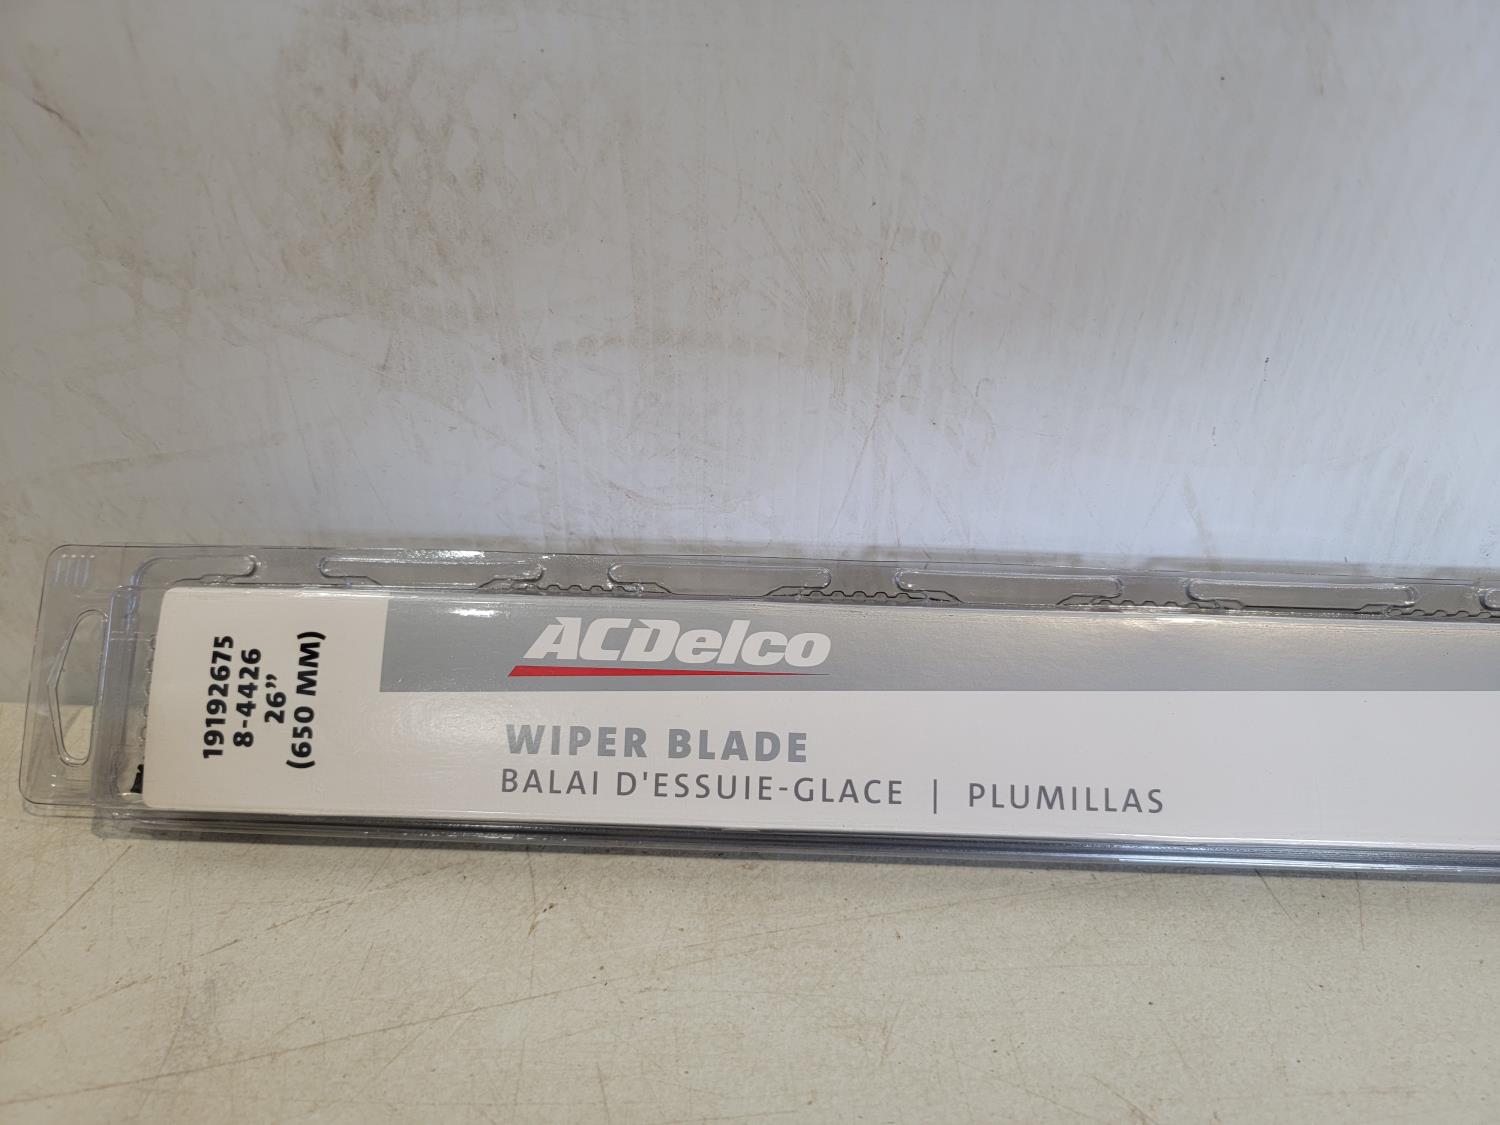 19192675
8-4426
26”
(650 MM)
ACDelco
WIPER BLADE
BALAI D'ESSUIE-GLACE | PLUMILLAS